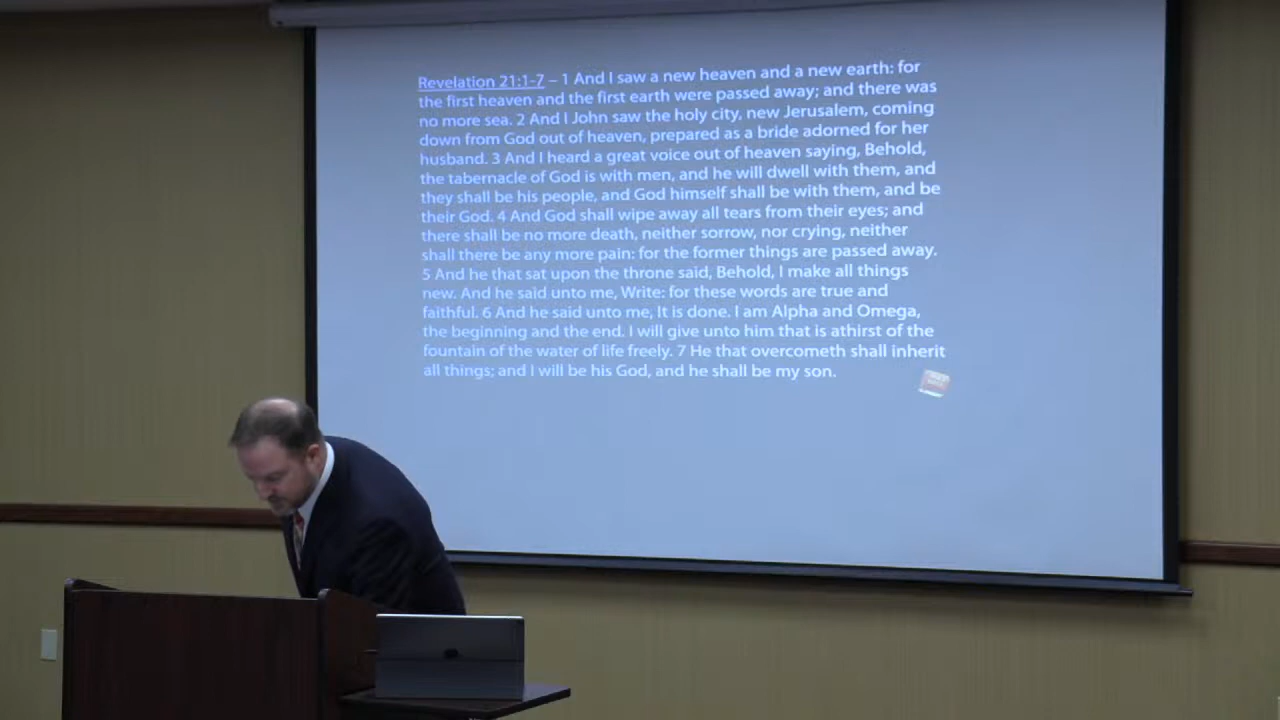 Revelation 21:1-7 – 1 And I saw a new heaven and a new earth: for
the first heaven and the first earth were passed away; and there was
no more sea. 2 And I John saw the holy city, new Jerusalem, coming
down from God out of heaven, prepared as a bride adorned for her
husband. 3 And I heard a great voice out of heaven saying, Behold,
the tabernacle of God is with men, and he will dwell with them, and
they shall be his people, and God himself shall be with them, and be
their God. 4 And God shall wipe away all tears from their eyes; and
there shall be no more death, neither sorrow, nor crying, neither
shall there be any more pain: for the former things are passed away.
5 And he that sat upon the throne said, Behold, I make all things
new. And he said unto me, Write: for these words are true and
faithful. 6 And he said unto me, It is done. I am Alpha and Omega,
the beginning and the end. I will give unto him that is athirst of the
fountain of the water of life freely. 7 He that overcometh shall inherit
all things; and I will be his God, and he shall be my son.